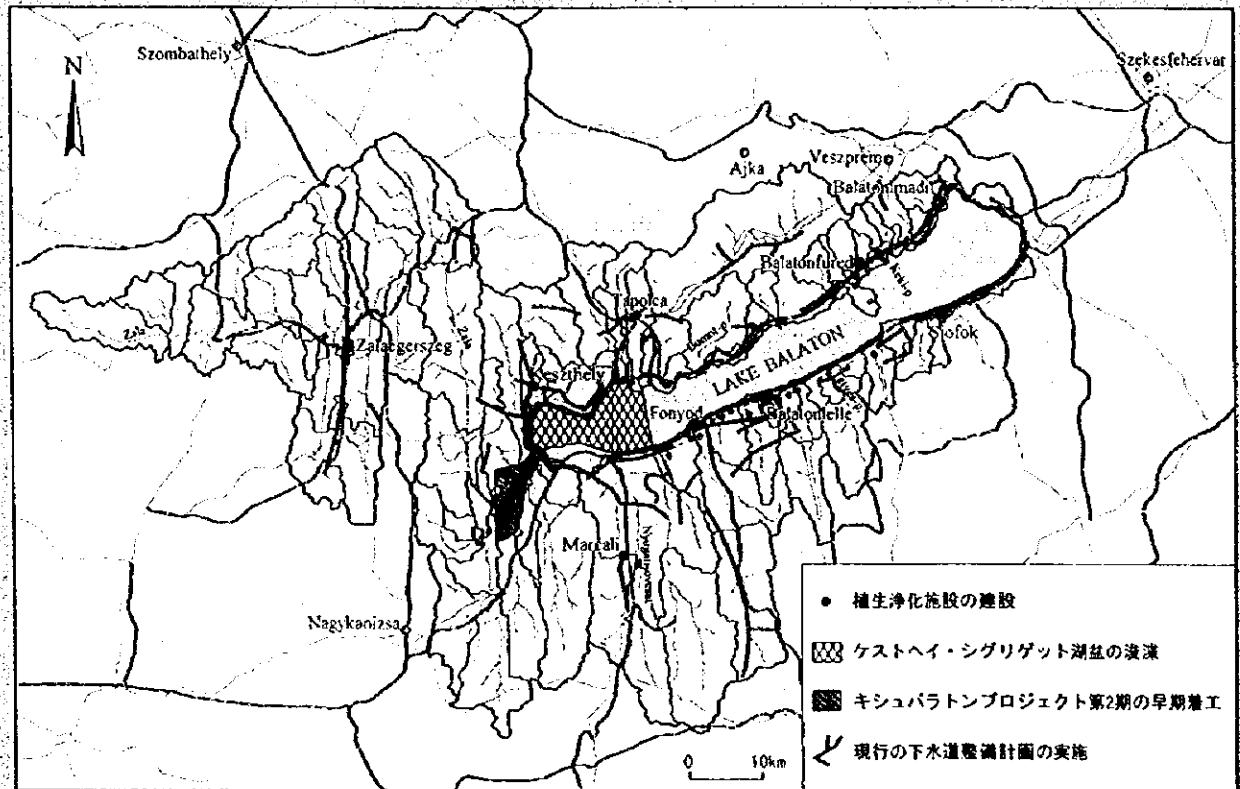 Szombathely
Szekesfehervar
N
Ajka
Veszprem
Balatonfured
Tapolca
Zala
Zala
Zalaegerszeg
Keszthely
LAKE BALATON
Siofok
Fonyod
Balatonlelle
Marcali
Nagykanizsa
0 10km
植生浄化施設の建設
ケストヘイ・シグリゲット湖盆の浚渫
キシュバラトンプロジェクト第2期の早期着工
現行の下水道整備計画の実施